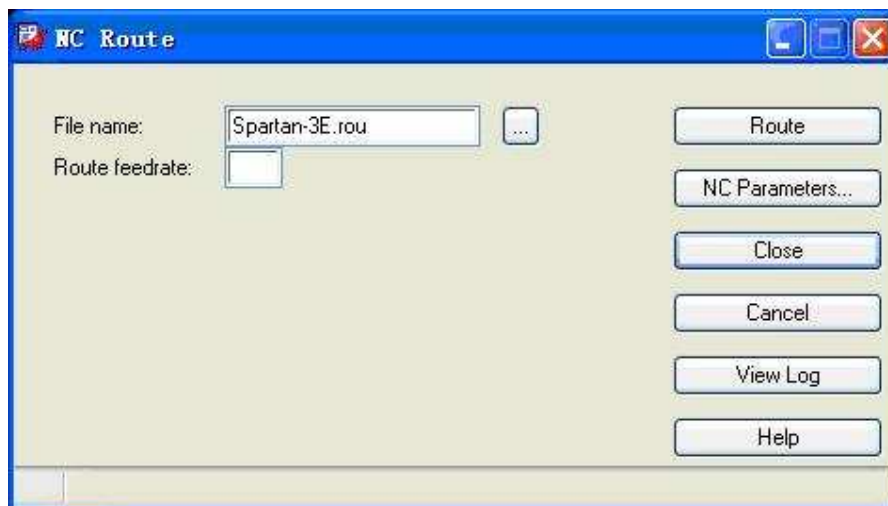 NC Route
File name: Spartan-3E.rou ...
Route feedrate:
Route
NC Parameters...
Close
Cancel
View Log
Help